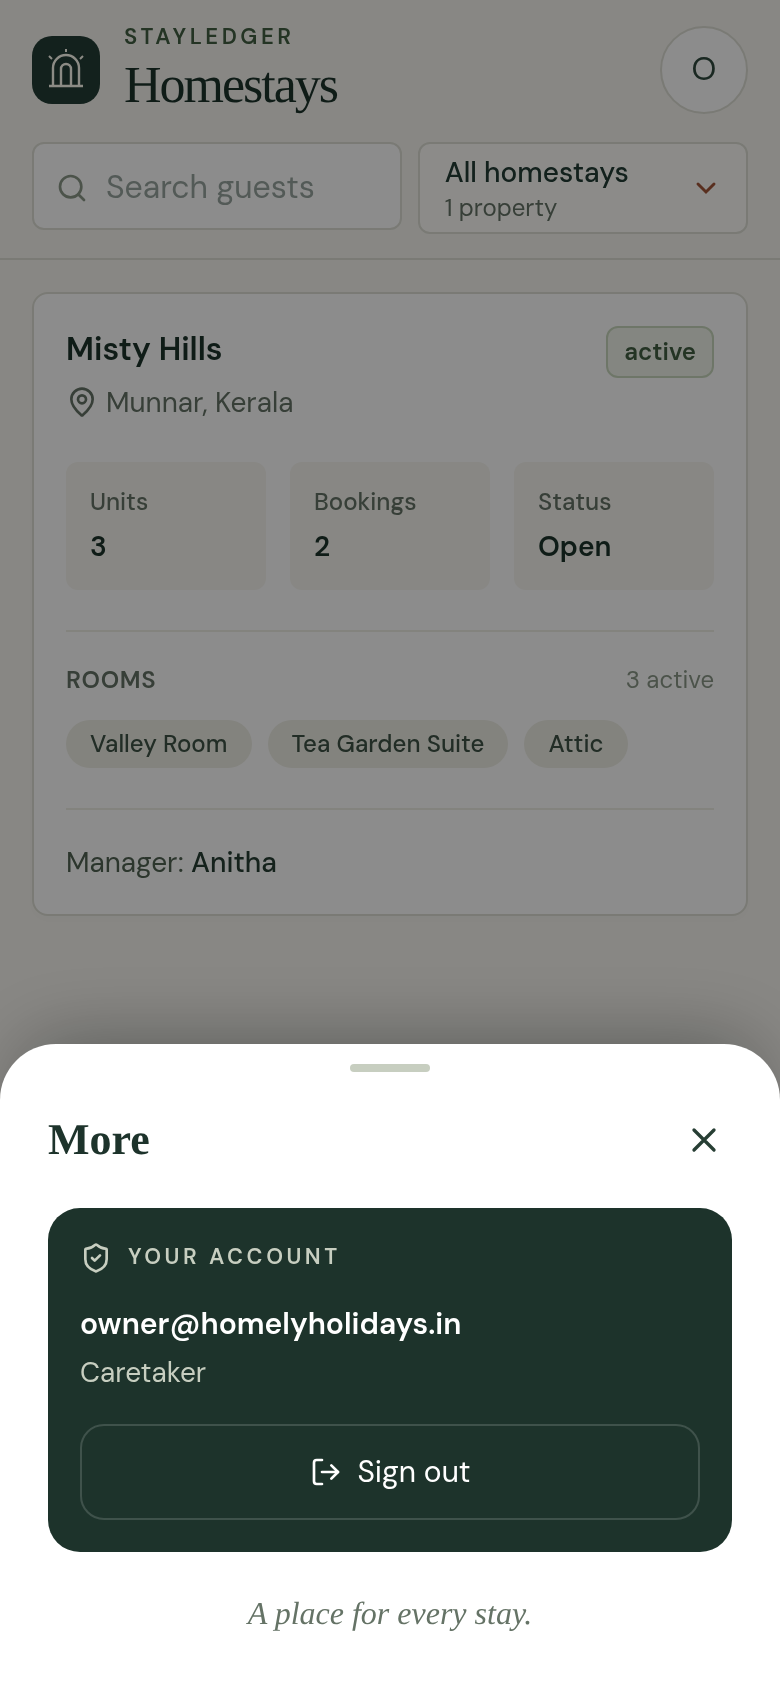 STAYLEDGER
Homestays
O
Search guests
All homestays
1 property
Misty Hills
active
Munnar, Kerala
Units
3
Bookings
2
Status
Open
ROOMS
3 active
Valley Room
Tea Garden Suite
Attic
Manager: Anitha
More
YOUR ACCOUNT
owner@homelyholidays.in
Caretaker
Sign out
A place for every stay.